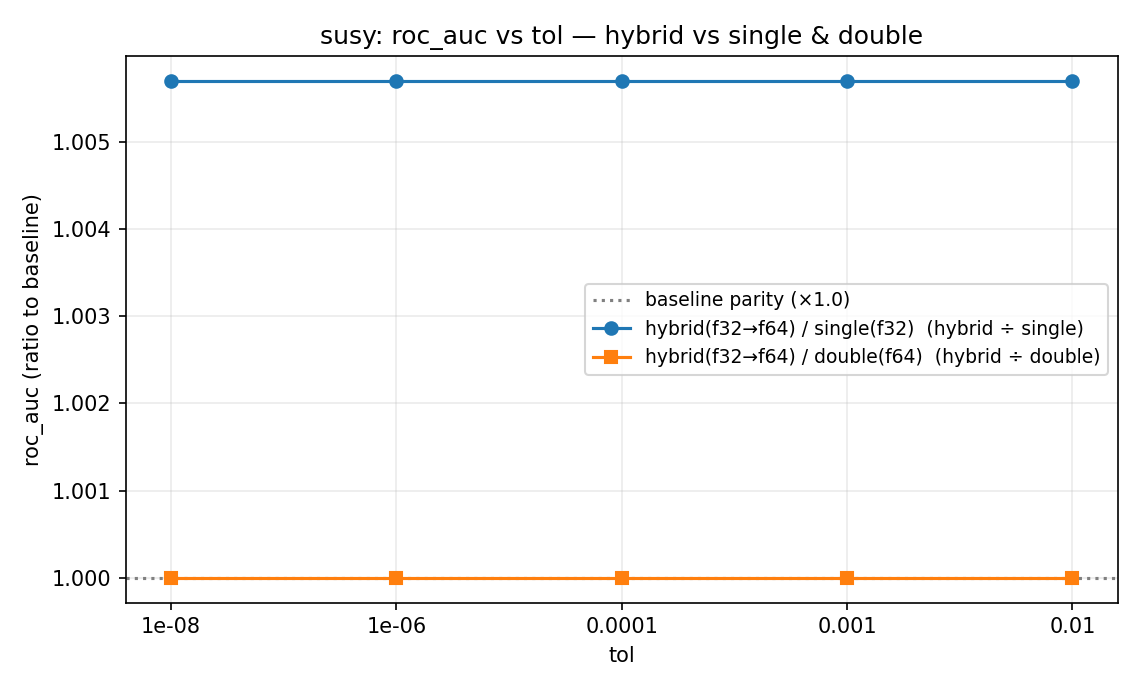 susy: roc_auc vs tol — hybrid vs single & double
roc_auc (ratio to baseline)
1.005
1.004
1.003
1.002
1.001
1.000
baseline parity (×1.0)
hybrid(f32→f64) / single(f32)  (hybrid ÷ single)
hybrid(f32→f64) / double(f64)  (hybrid ÷ double)
1e-08
1e-06
0.0001
0.001
0.01
tol